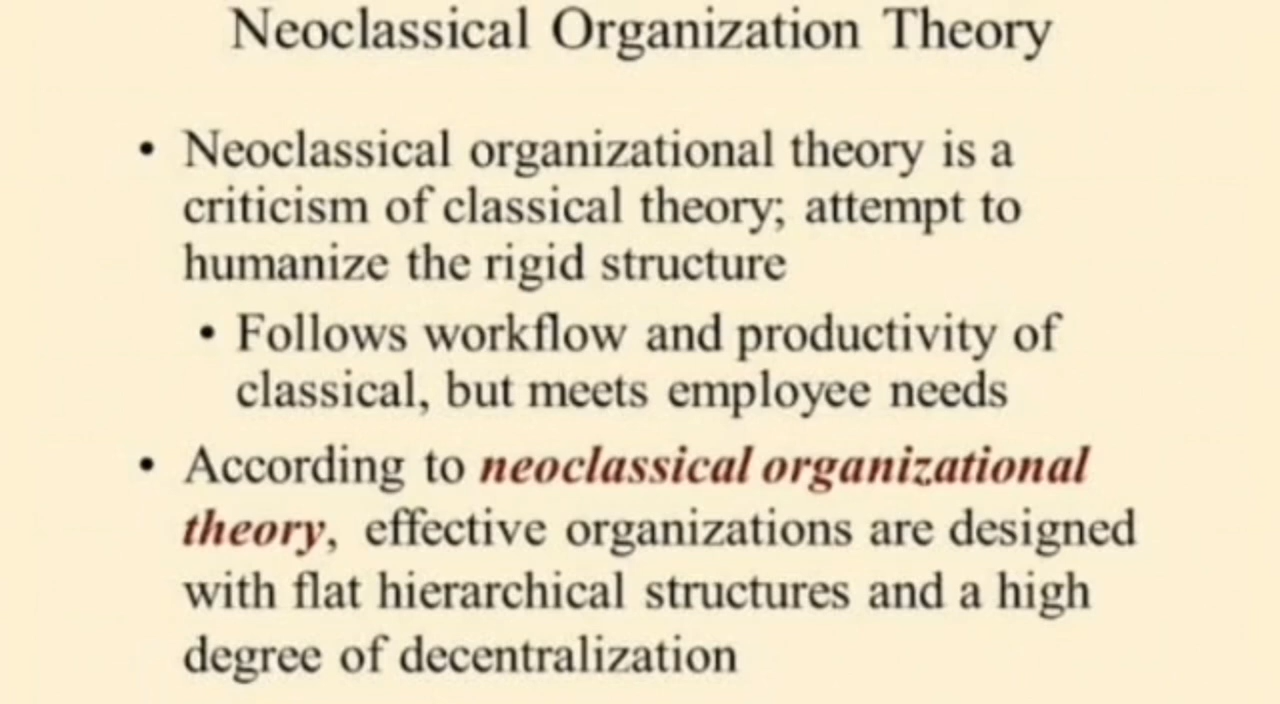 Neoclassical Organization Theory
• Neoclassical organizational theory is a
criticism of classical theory; attempt to
humanize the rigid structure
• Follows workflow and productivity of
classical, but meets employee needs
• According to neoclassical organizational
theory, effective organizations are designed
with flat hierarchical structures and a high
degree of decentralization